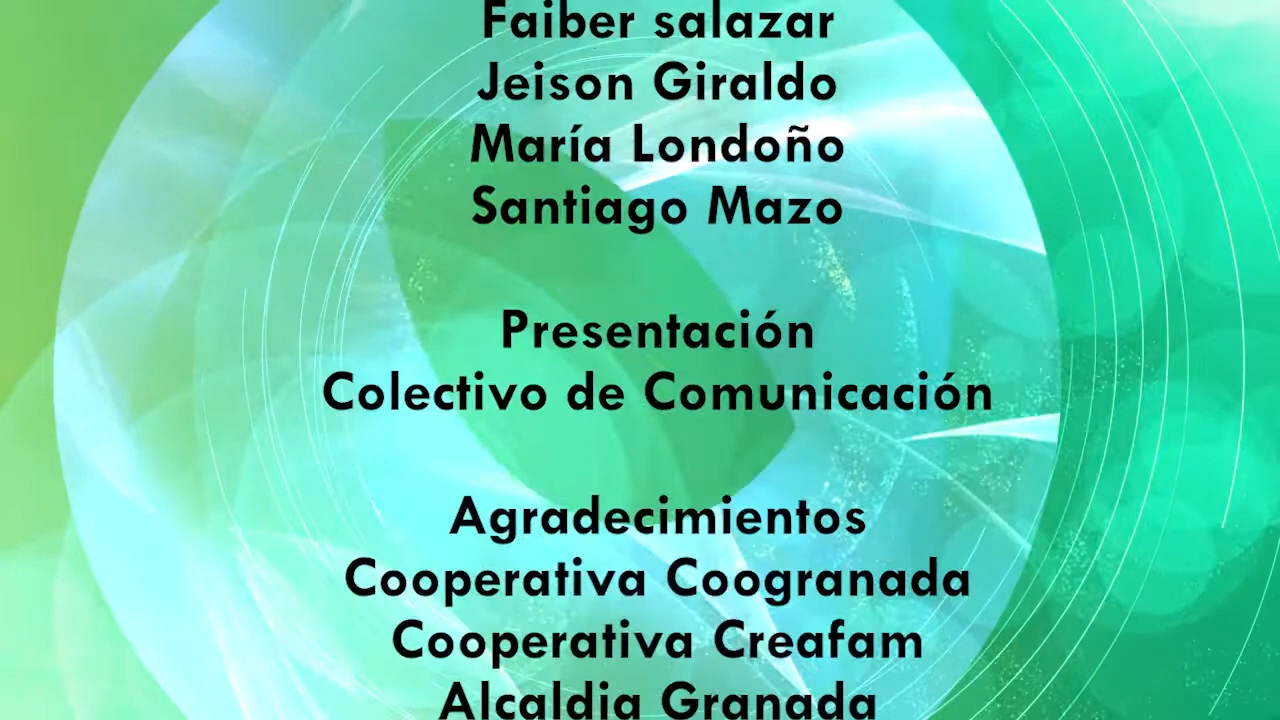 Faiber salazar
Jeison Giraldo
María Londoño
Santiago Mazo
Presentación
Colectivo de Comunicación
Agradecimientos
Cooperativa Coogranada
Cooperativa Creafam
Alcaldia Granada